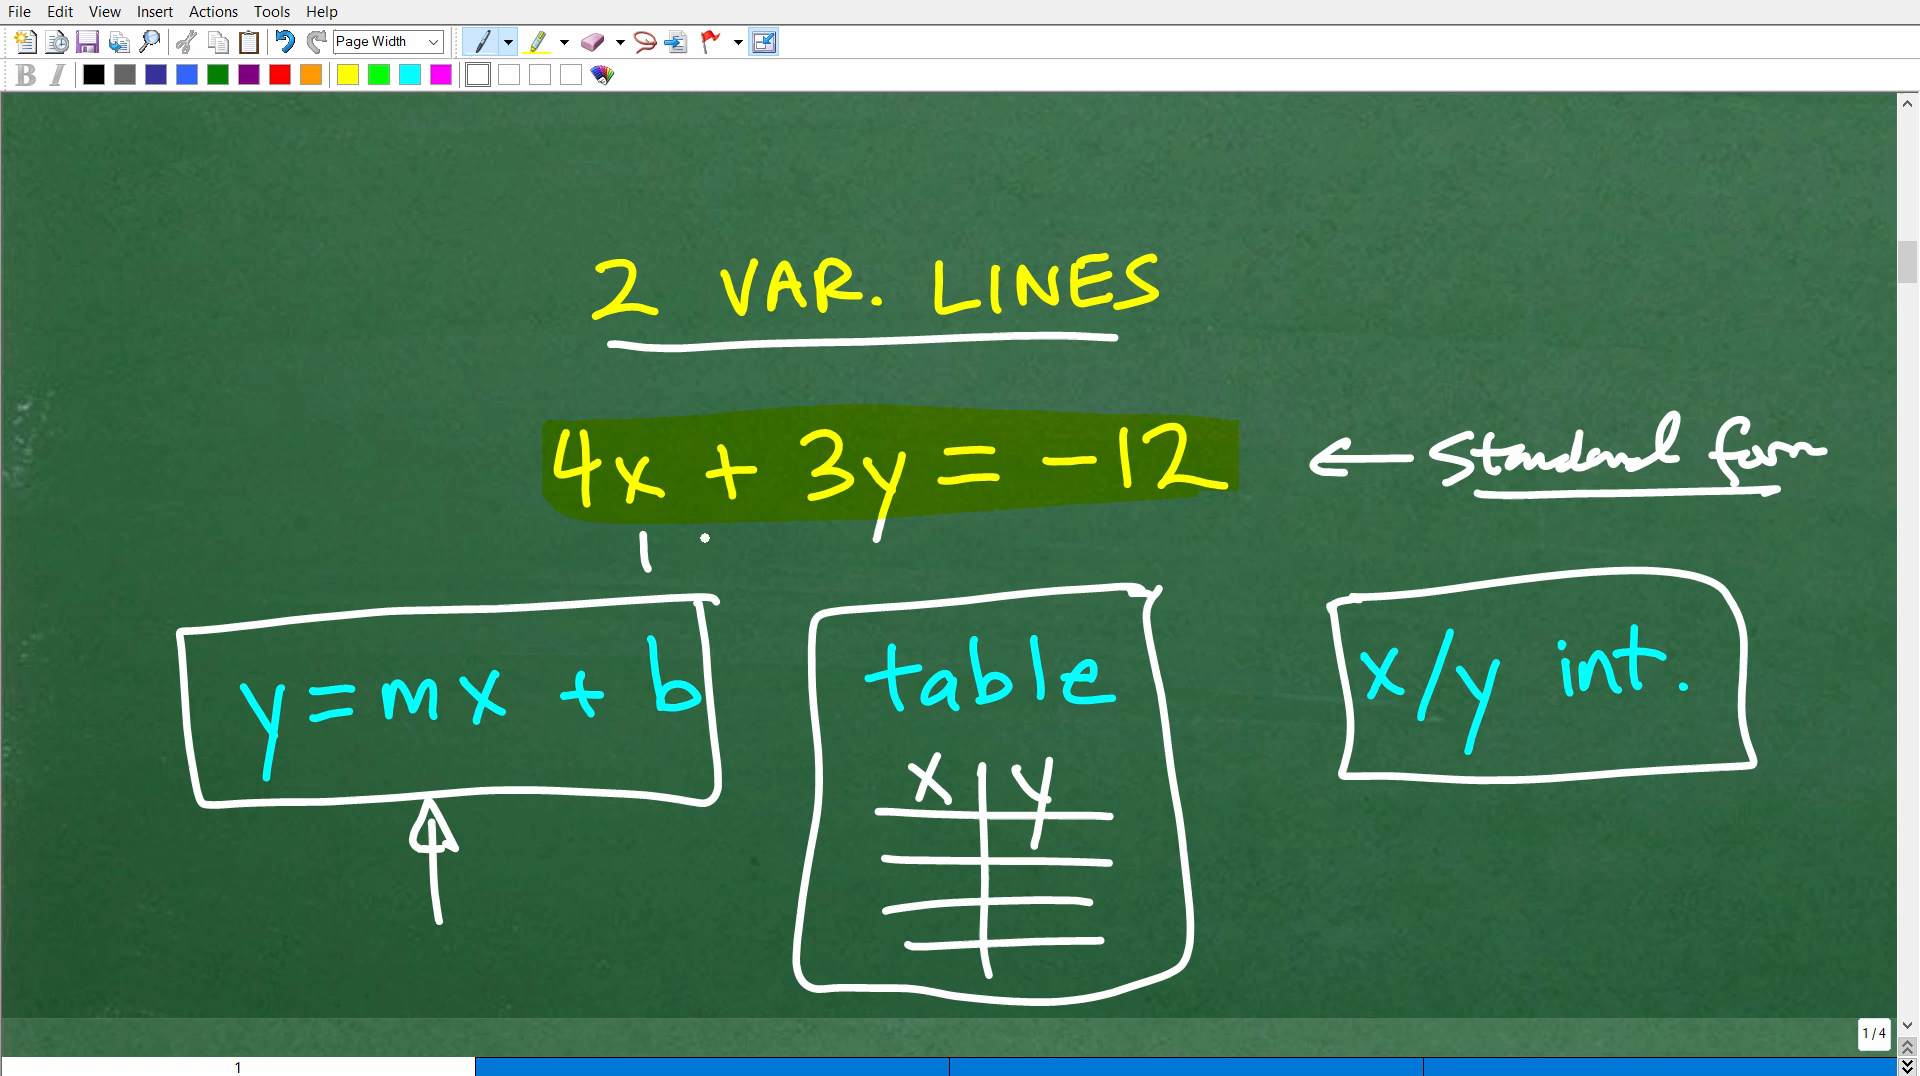 File Edit View Insert Actions Tools Help
Page Width
B I
2 VAR. LINES
4x + 3y = -12 ← Standard form
y = mx + b
table
x y
x/y int.
1 / 4
1